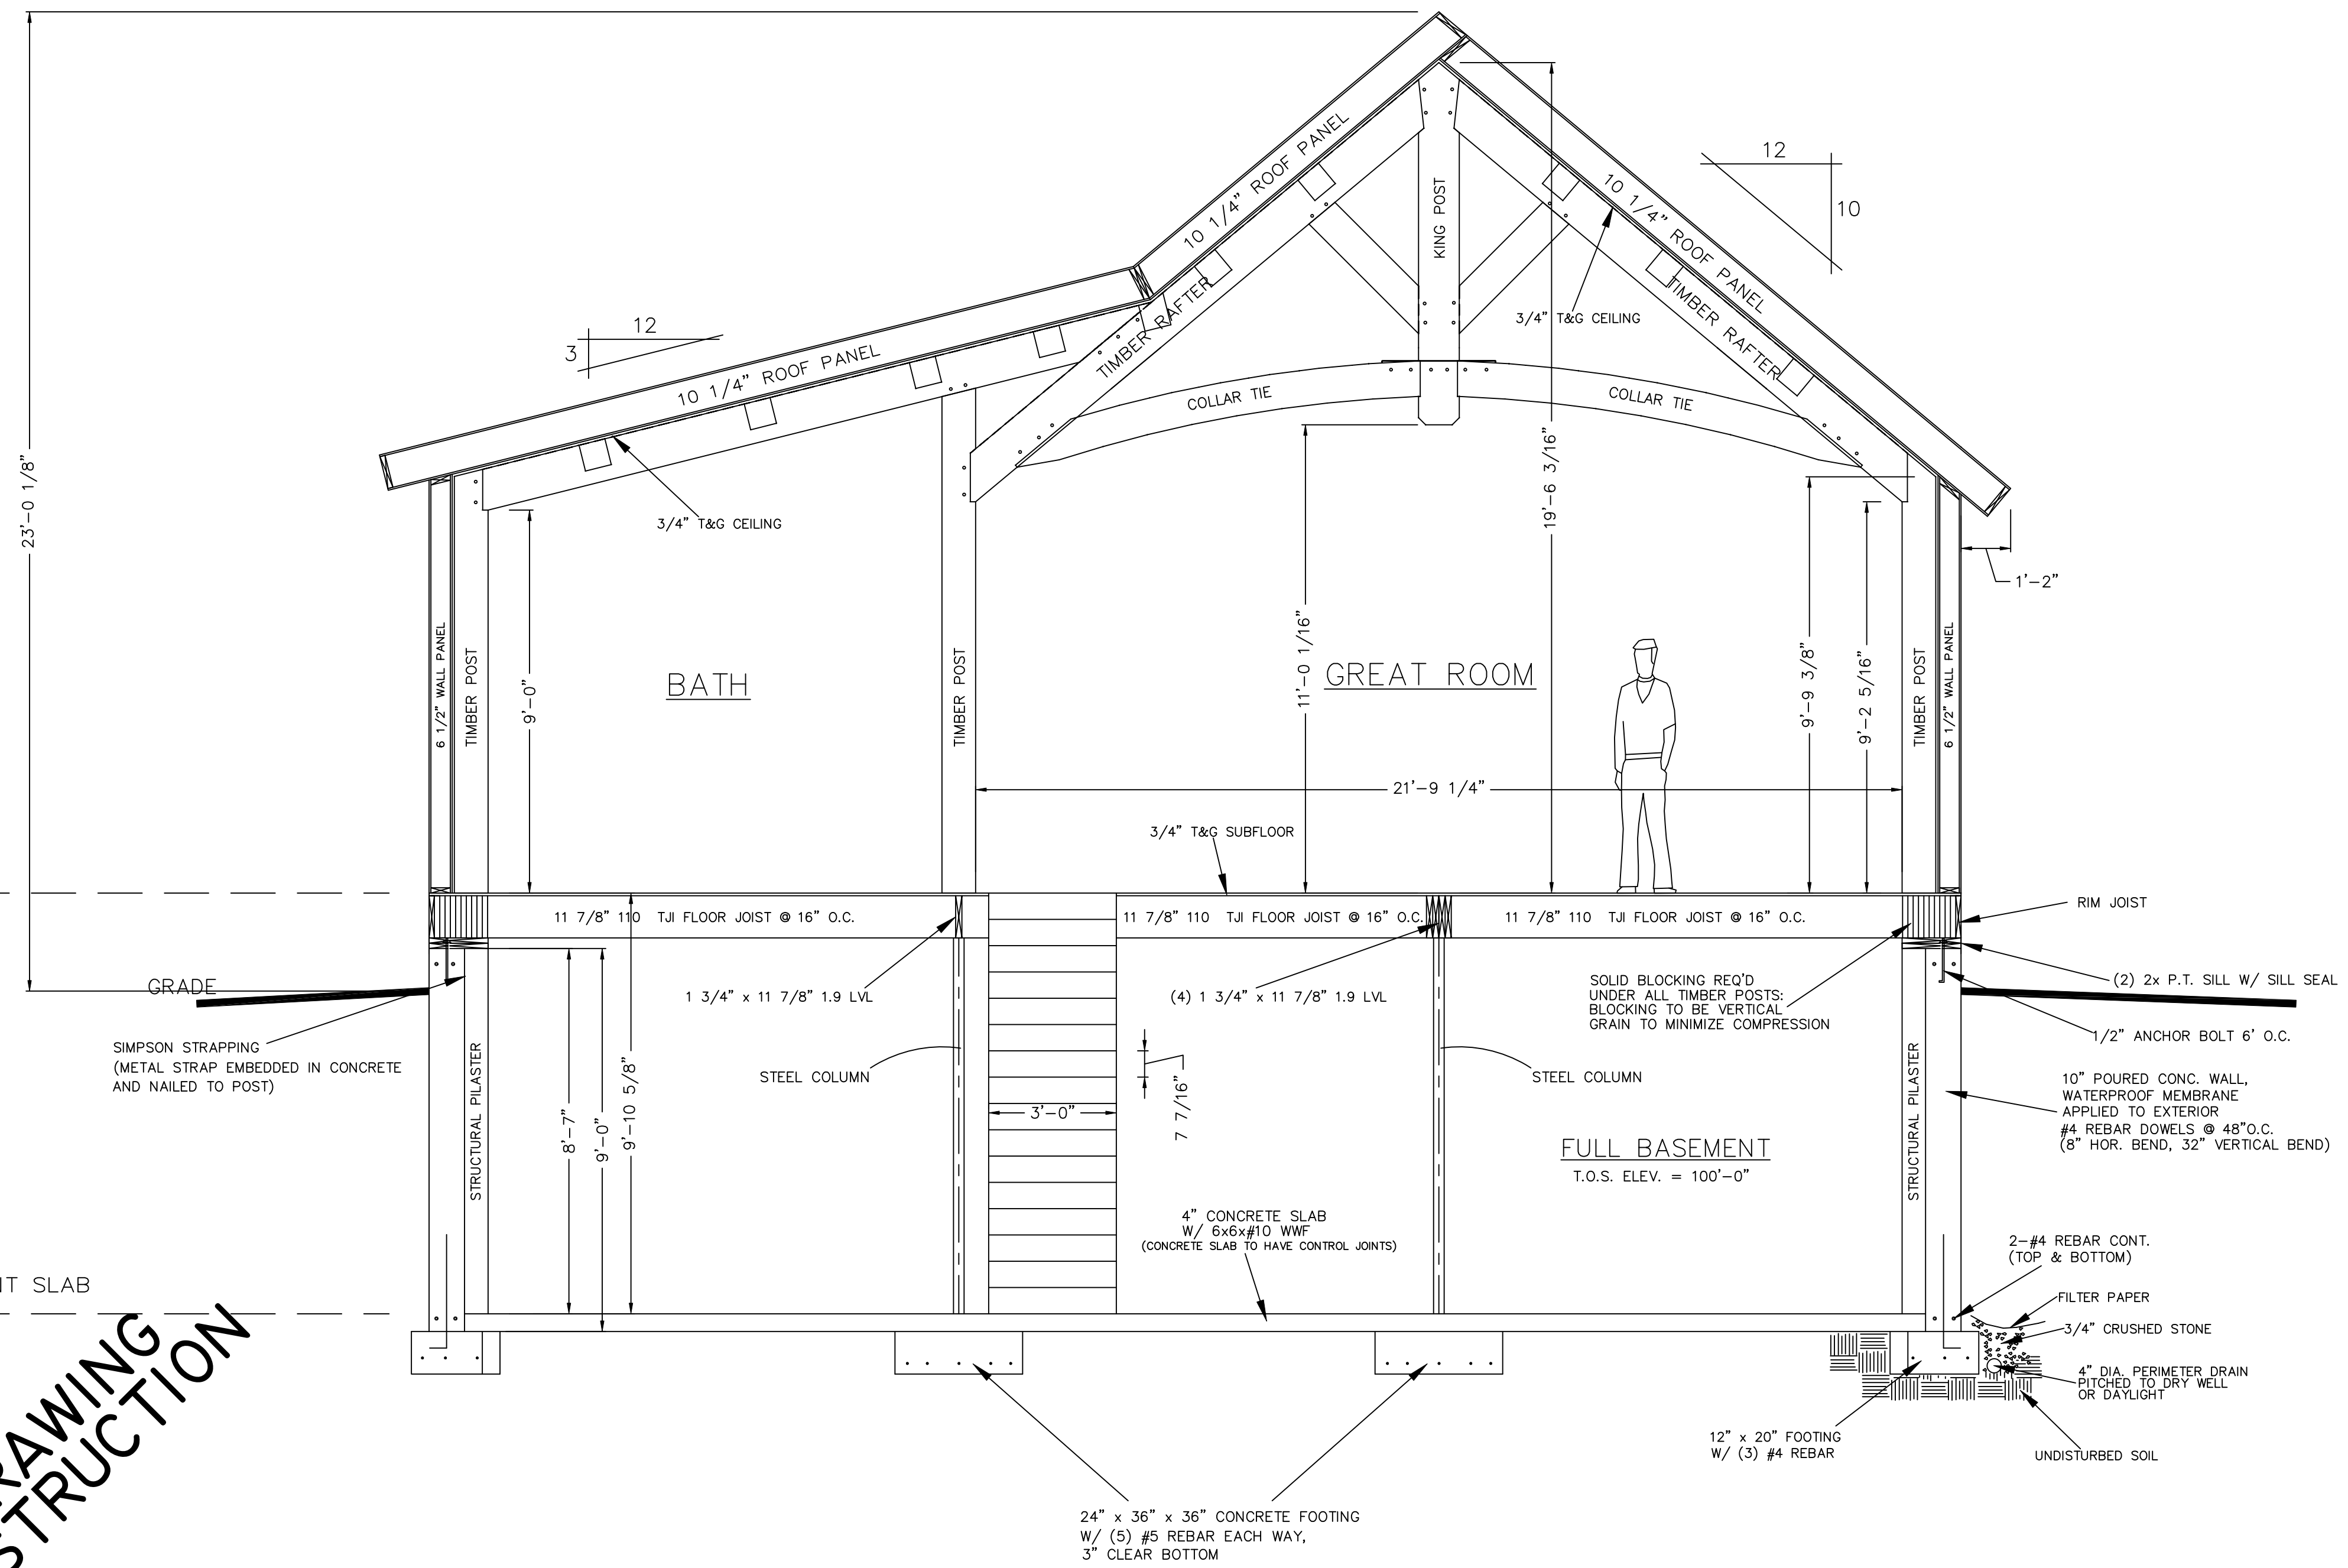 23'-0 1/8"
10 1/4" ROOF PANEL
KING POST
10 1/4" ROOF PANEL
12
10
12
3
10 1/4" ROOF PANEL
TIMBER RAFTER
3/4" T&G CEILING
TIMBER RAFTER
COLLAR TIE
COLLAR TIE
3/4" T&G CEILING
19'-6 3/16"
1'-2"
6 1/2" WALL PANEL
TIMBER POST
9'-0"
BATH
TIMBER POST
11'-0 1/16"
GREAT ROOM
9'-9 3/8"
9'-2 5/16"
TIMBER POST
6 1/2" WALL PANEL
21'-9 1/4"
3/4" T&G SUBFLOOR
11 7/8" 110 TJI FLOOR JOIST @ 16" O.C.
11 7/8" 110 TJI FLOOR JOIST @ 16" O.C.
11 7/8" 110 TJI FLOOR JOIST @ 16" O.C.
RIM JOIST
GRADE
1 3/4" x 11 7/8" 1.9 LVL
(4) 1 3/4" x 11 7/8" 1.9 LVL
SOLID BLOCKING REQ'D
UNDER ALL TIMBER POSTS:
BLOCKING TO BE VERTICAL
GRAIN TO MINIMIZE COMPRESSION
(2) 2x P.T. SILL W/ SILL SEAL
1/2" ANCHOR BOLT 6' O.C.
SIMPSON STRAPPING
(METAL STRAP EMBEDDED IN CONCRETE
AND NAILED TO POST)
STRUCTURAL PILASTER
8'-7"
9'-0"
9'-10 5/8"
STEEL COLUMN
3'-0"
7 7/16"
STEEL COLUMN
STRUCTURAL PILASTER
10" POURED CONC. WALL,
WATERPROOF MEMBRANE
APPLIED TO EXTERIOR
#4 REBAR DOWELS @ 48"O.C.
(8" HOR. BEND, 32" VERTICAL BEND)
FULL BASEMENT
T.O.S. ELEV. = 100'-0"
4" CONCRETE SLAB
W/ 6x6x#10 WWF
(CONCRETE SLAB TO HAVE CONTROL JOINTS)
2-#4 REBAR CONT.
(TOP & BOTTOM)
FILTER PAPER
3/4" CRUSHED STONE
4" DIA. PERIMETER DRAIN
PITCHED TO DRY WELL
OR DAYLIGHT
SLAB
12" x 20" FOOTING
W/ (3) #4 REBAR
UNDISTURBED SOIL
24" x 36" x 36" CONCRETE FOOTING
W/ (5) #5 REBAR EACH WAY,
3" CLEAR BOTTOM